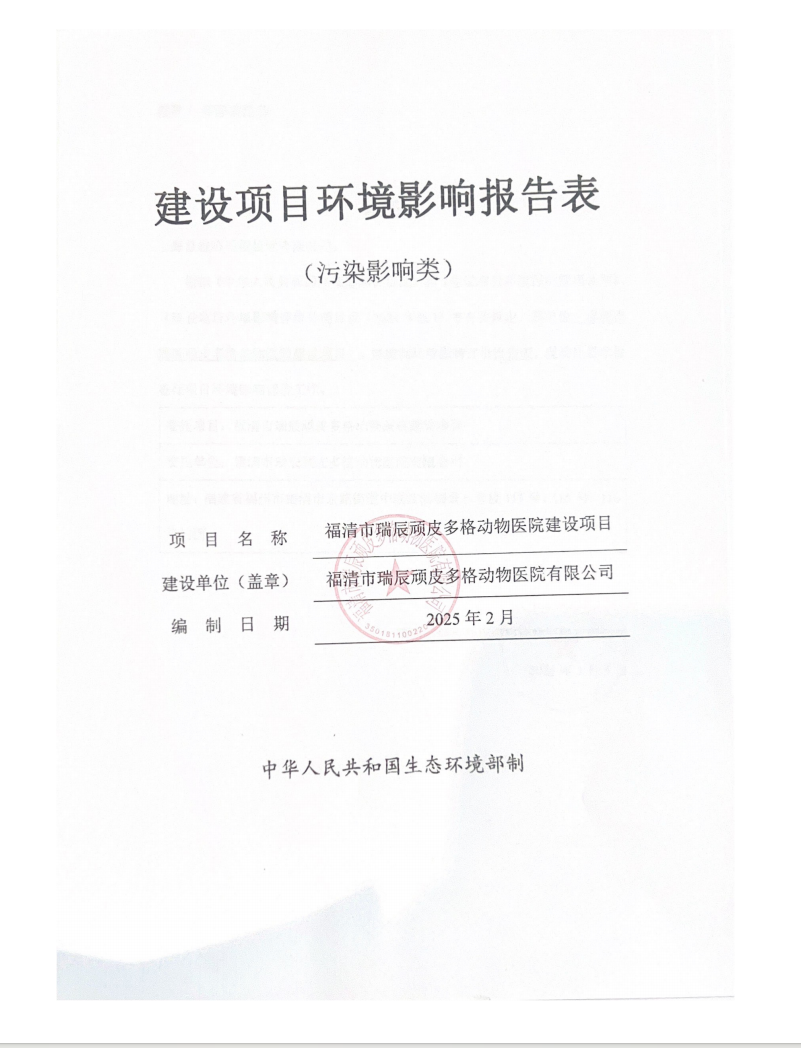 建设项目环境影响报告表
（污染影响类）
项目名称 福清市瑞辰顽皮多格动物医院建设项目
建设单位（盖章） 福清市瑞辰顽皮多格动物医院有限公司
编制日期 2025年2月
中华人民共和国生态环境部制